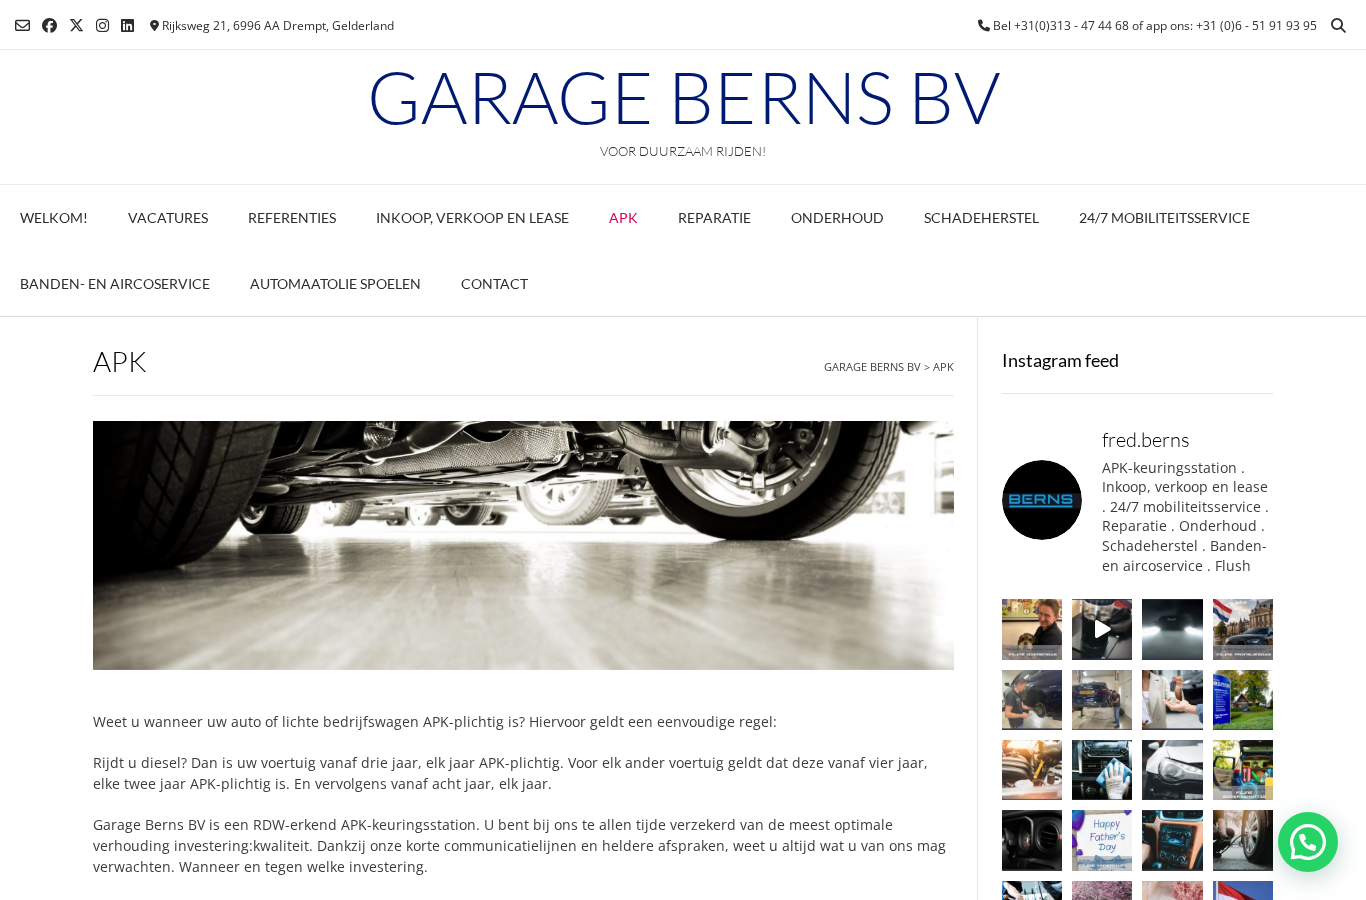 Rijksweg 21, 6996 AA Drempt, Gelderland
Bel +31(0)313 - 47 44 68 of app ons: +31 (0)6 - 51 91 93 95
GARAGE BERNS BV
VOOR DUURZAAM RIJDEN!
WELKOM! VACATURES REFERENTIES INKOOP, VERKOOP EN LEASE APK REPARATIE ONDERHOUD SCHADEHERSTEL 24/7 MOBILITEITSSERVICE
BANDEN- EN AIRCOSERVICE AUTOMAATOLIE SPOELEN CONTACT
APK
GARAGE BERNS BV > APK
Weet u wanneer uw auto of lichte bedrijfswagen APK-plichtig is? Hiervoor geldt een eenvoudige regel:
Rijdt u diesel? Dan is uw voertuig vanaf drie jaar, elk jaar APK-plichtig. Voor elk ander voertuig geldt dat deze vanaf vier jaar,
elke twee jaar APK-plichtig is. En vervolgens vanaf acht jaar, elk jaar.
Garage Berns BV is een RDW-erkend APK-keuringsstation. U bent bij ons te allen tijde verzekerd van de meest optimale
verhouding investering:kwaliteit. Dankzij onze korte communicatielijnen en heldere afspraken, weet u altijd wat u van ons mag
verwachten. Wanneer en tegen welke investering.
Instagram feed
fred.berns
BERNS
APK-keuringsstation .
Inkoop, verkoop en lease
. 24/7 mobiliteitsservice .
Reparatie . Onderhoud .
Schadeherstel . Banden-
en aircoservice . Flush
Happy
Father's
Day